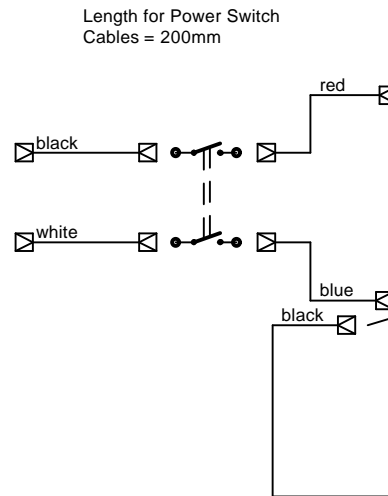 Length for Power Switch
Cables = 200mm
red
black
white
blue
black